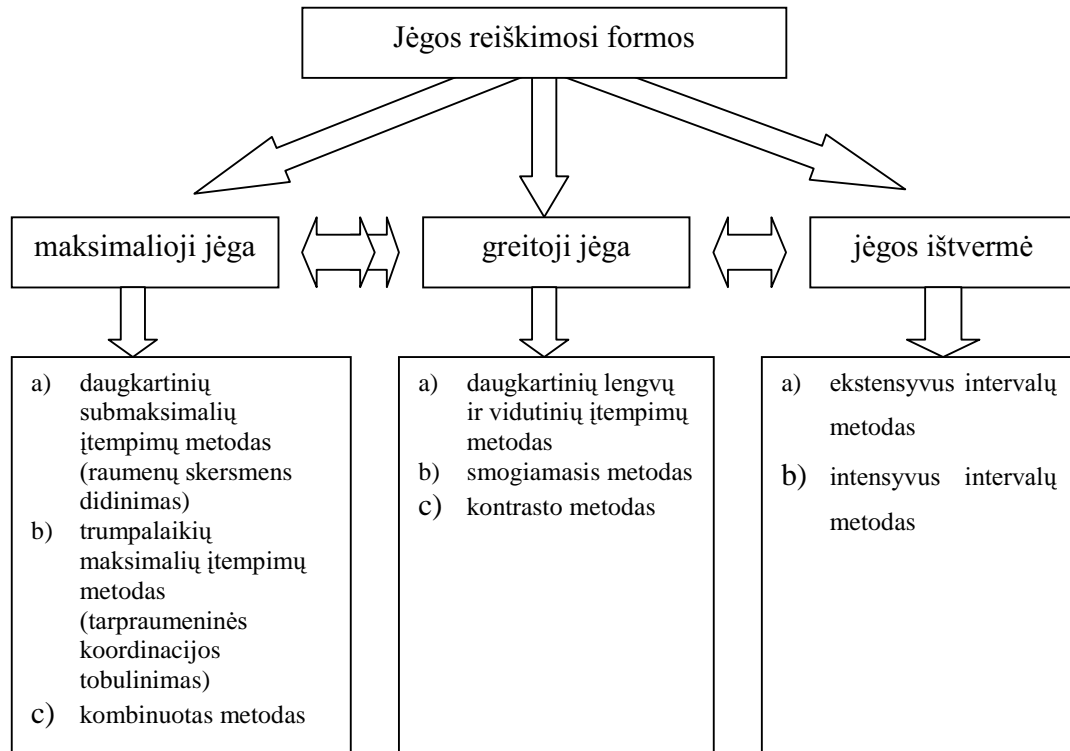 Jėgos reiškimosi formos
maksimalioji jėga
greitoji jėga
jėgos ištvermė
a) daugkartinių
submaksimalių
įtempimų metodas
(raumenų skersmens
didinimas)
b) trumpalaikių
maksimalių įtempimų
metodas
(tarpraumeninės
koordinacijos
tobulinimas)
c) kombinuotas metodas
a) daugkartinių lengvų
ir vidutinių įtempimų
metodas
b) smogiamasis metodas
c) kontrasto metodas
a) ekstensyvus intervalų
metodas
b) intensyvus intervalų
metodas